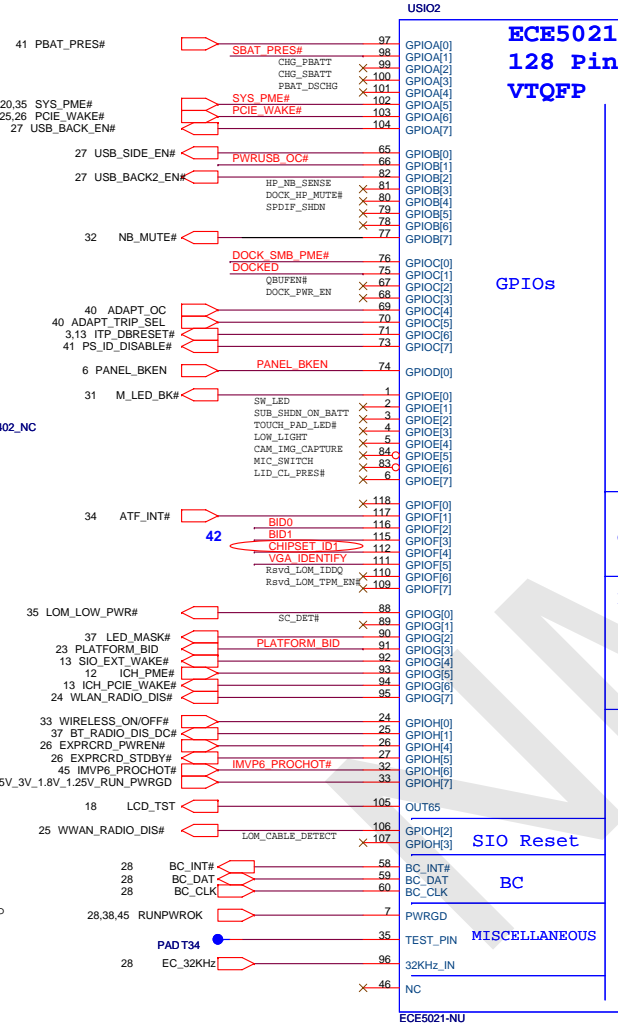 USIO2
ECE5021
128 Pin
VTQFP
41 PBAT_PRES# 97 GPIOA[0]
SBAT_PRES# 98 GPIOA[1]
CHG_PBATT 99 GPIOA[2]
CHG_SBATT 100 GPIOA[3]
PBAT_DSCHG 101 GPIOA[4]
20,35 SYS_PME# SYS_PME# 102 GPIOA[5]
25,26 PCIE_WAKE# PCIE_WAKE# 103 GPIOA[6]
27 USB_BACK_EN# 104 GPIOA[7]
27 USB_SIDE_EN# 65 GPIOB[0]
PWRUSB_OC# 66 GPIOB[1]
27 USB_BACK2_EN# 82 GPIOB[2]
HP_NB_SENSE 81 GPIOB[3]
DOCK_HP_MUTE# 80 GPIOB[4]
SPDIF_SHDN 79 GPIOB[5]
78 GPIOB[6]
32 NB_MUTE# 77 GPIOB[7]
DOCK_SMB_PME# 76 GPIOC[0]
DOCKED 75 GPIOC[1]
QBUFEN# 67 GPIOC[2]
DOCK_PWR_EN 68 GPIOC[3]
GPIOs
40 ADAPT_OC 69 GPIOC[4]
40 ADAPT_TRIP_SEL 70 GPIOC[5]
3,13 ITP_DBRESET# 71 GPIOC[6]
41 PS_ID_DISABLE# 73 GPIOC[7]
6 PANEL_BKEN PANEL_BKEN 74 GPIOD[0]
31 M_LED_BK# 1 GPIOE[0]
SW_LED 2 GPIOE[1]
SUB_SHDN_ON_BATT 3 GPIOE[2]
TOUCH_PAD_LED# 4 GPIOE[3]
402_NC
LOW_LIGHT 5 GPIOE[4]
CAM_IMG_CAPTURE 84 GPIOE[5]
MIC_SWITCH 83 GPIOE[6]
LID_CL_PRES# 6 GPIOE[7]
118 GPIOF[0]
34 ATF_INT# 117 GPIOF[1]
BID0 116 GPIOF[2]
42 BID1 115 GPIOF[3]
CHIPSET_ID1 112 GPIOF[4]
VGA_IDENTIFY 111 GPIOF[5]
Rsvd_LOM_IDDQ 110 GPIOF[6]
Rsvd_LOM_TPM_EN# 109 GPIOF[7]
35 LOM_LOW_PWR# 88 GPIOG[0]
SC_DET# 89 GPIOG[1]
37 LED_MASK# 90 GPIOG[2]
23 PLATFORM_BID PLATFORM_BID 91 GPIOG[3]
13 SIO_EXT_WAKE# 92 GPIOG[4]
12 ICH_PME# 93 GPIOG[5]
13 ICH_PCIE_WAKE# 94 GPIOG[6]
24 WLAN_RADIO_DIS# 95 GPIOG[7]
33 WIRELESS_ON/OFF# 24 GPIOH[0]
37 BT_RADIO_DIS_DC# 25 GPIOH[1]
26 EXPRCRD_PWREN# 26 GPIOH[4]
26 EXPRCRD_STDBY# 27 GPIOH[5]
45 IMVP6_PROCHOT# IMVP6_PROCHOT# 32 GPIOH[6]
5V_3V_1.8V_1.25V_RUN_PWRGD 33 GPIOH[7]
18 LCD_TST 105 OUT65
25 WWAN_RADIO_DIS# 106 GPIOH[2]
LOM_CABLE_DETECT 107 GPIOH[3]
SIO Reset
28 BC_INT# 58 BC_INT#
28 BC_DAT 59 BC_DAT
28 BC_CLK 60 BC_CLK
BC
28,38,45 RUNPWROK 7 PWRGD
PAD T34 35 TEST_PIN
MISCELLANEOUS
28 EC_32KHz 96 32KHz_IN
46 NC
ECE5021-NU